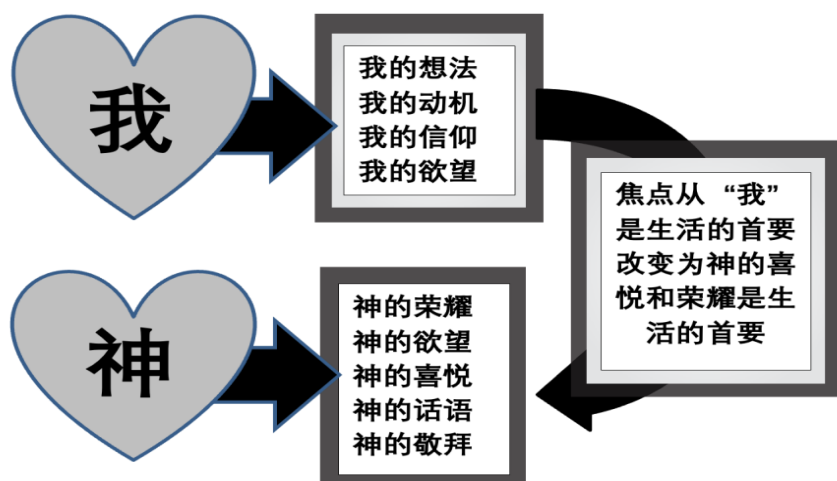 我
我的想法
我的动机
我的信仰
我的欲望
焦点从“我”
是生活的首要
改变为神的喜
悦和荣耀是生
活的首要
神
神的荣耀
神的欲望
神的喜悦
神的话语
神的敬拜